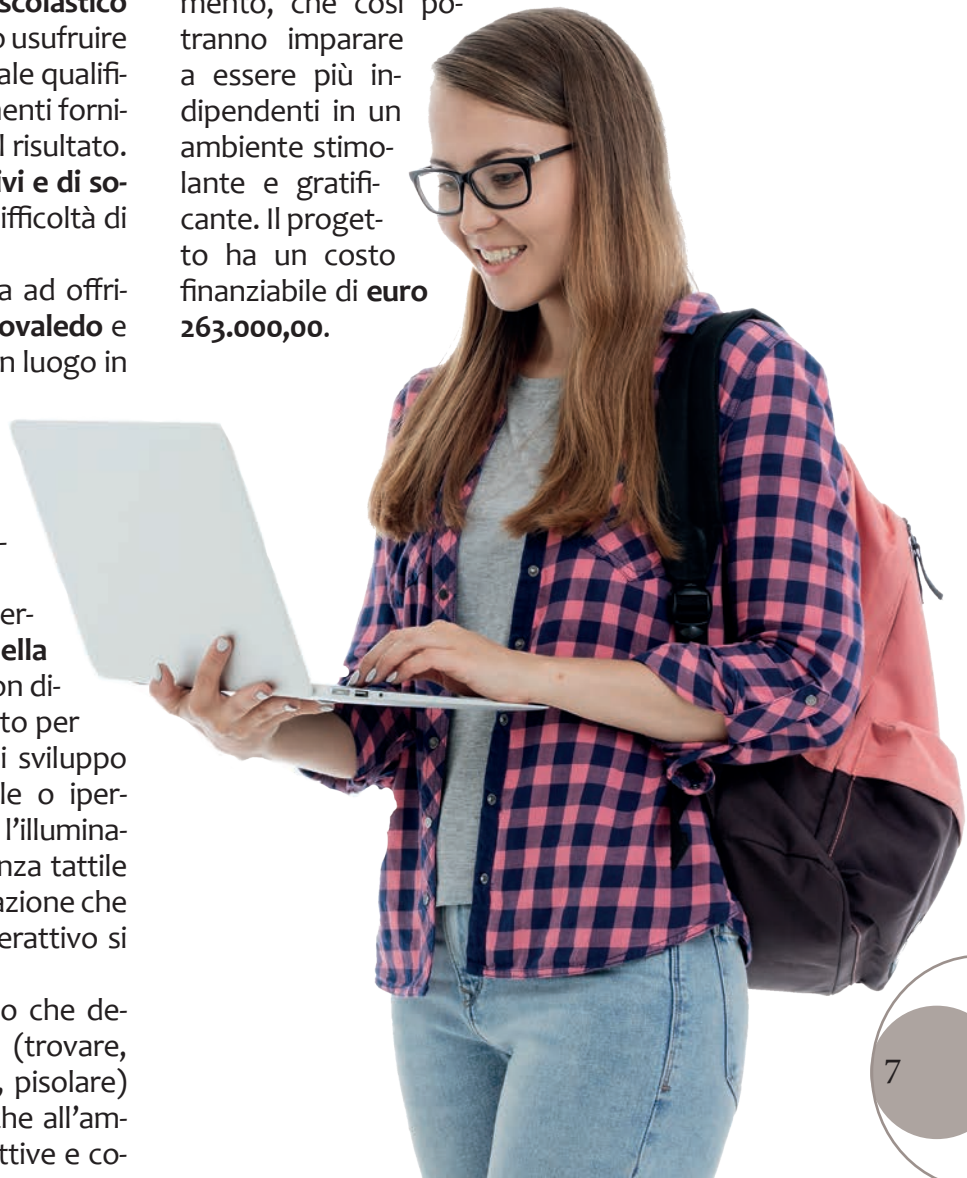 scolastico
o usufruire
ale qualifi-
enti forni-
l risultato.
ivi e di so-
ifficoltà di
a ad offri-
ovaledo e
n luogo in
-
er-
ella
on di-
to per
i sviluppo
le o iper-
l'illumina-
nza tattile
azione che
erattivo si
o che de-
(trovare,
, pisolare)
he all'am-
ttive e co-
mento, che così po-
tranno imparare
a essere più in-
dipendenti in un
ambiente stimo-
lante e gratifi-
cante. Il proget-
to ha un costo
finanziabile di euro
263.000,00.
7